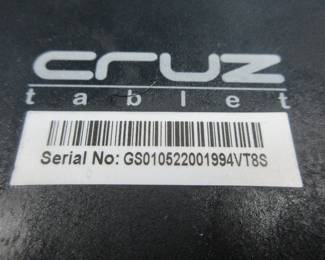 cruz
tablet
Serial No: GS010522001994VT8S